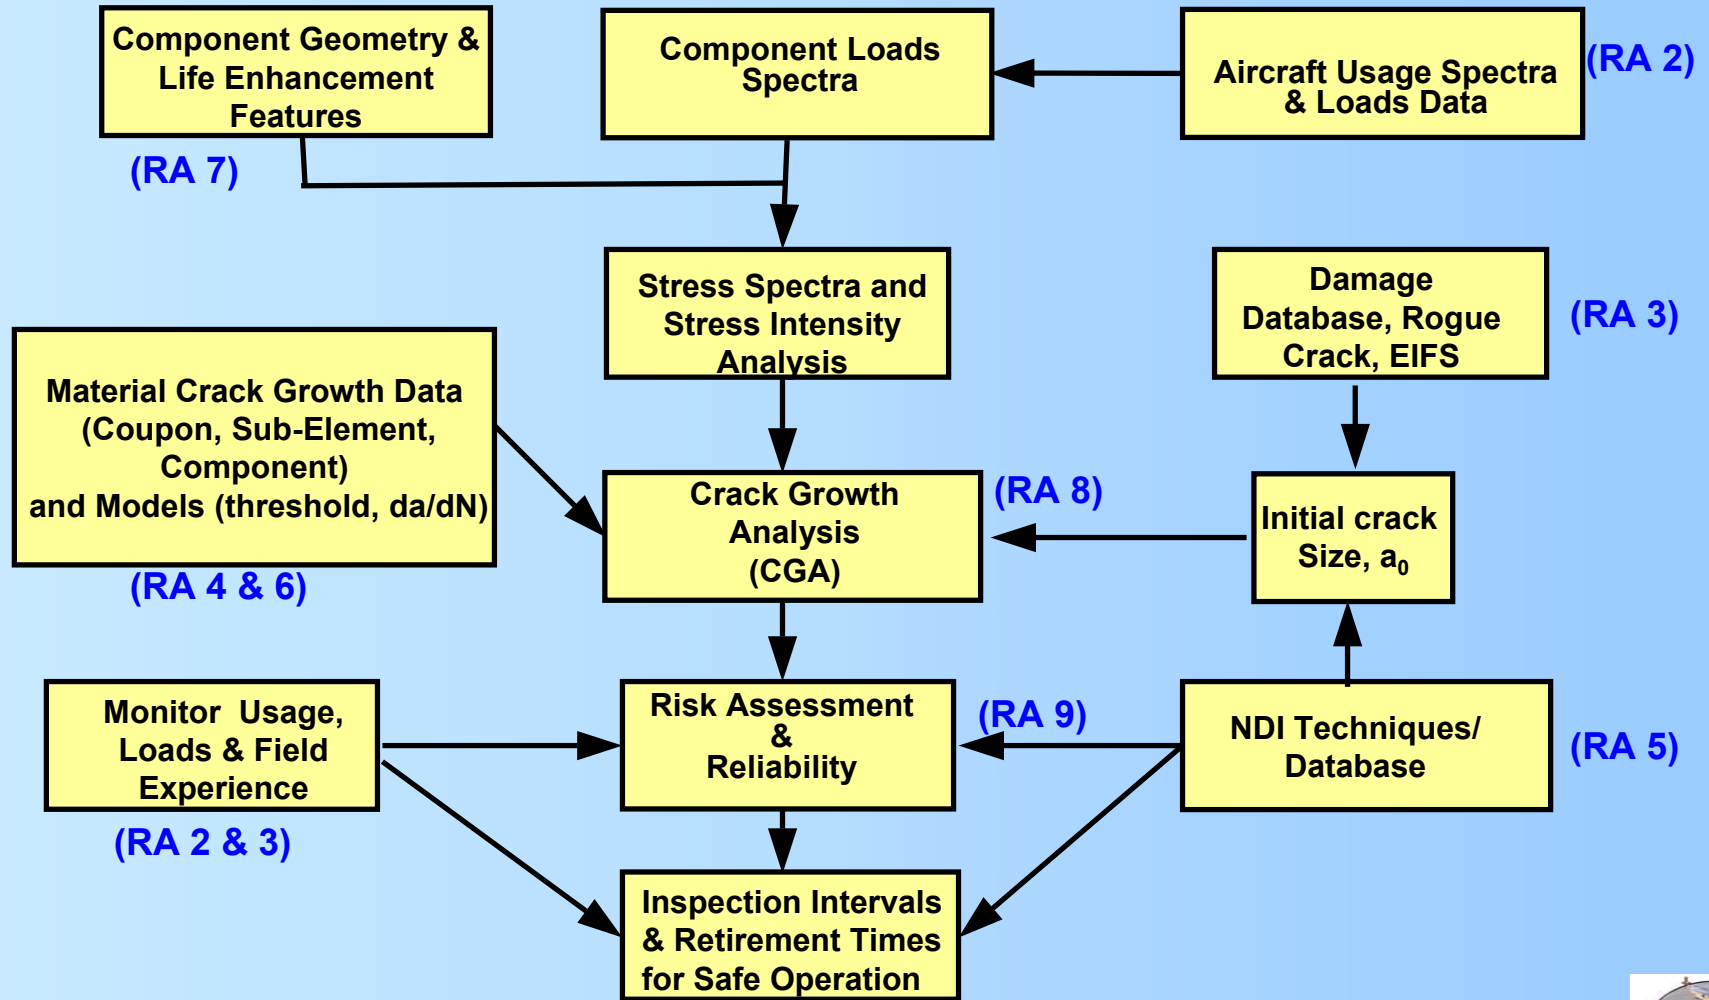 Component Geometry &
Life Enhancement
Features
(RA 7)
Component Loads
Spectra
Aircraft Usage Spectra
& Loads Data
(RA 2)
Stress Spectra and
Stress Intensity
Analysis
Damage
Database, Rogue
Crack, EIFS
(RA 3)
Material Crack Growth Data
(Coupon, Sub-Element,
Component)
and Models (threshold, da/dN)
(RA 4 & 6)
Crack Growth
Analysis
(CGA)
(RA 8)
Initial crack
Size, a₀
Monitor Usage,
Loads & Field
Experience
(RA 2 & 3)
Risk Assessment
&
Reliability
(RA 9)
NDI Techniques/
Database
(RA 5)
Inspection Intervals
& Retirement Times
for Safe Operation